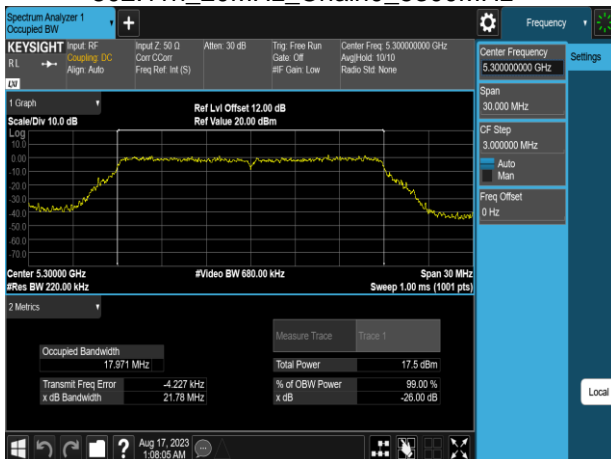 Spectrum Analyzer 1
Occupied BW
+
Frequency
KEYSIGHT
RL
LXI
Input: RF
Coupling: DC
Align: Auto
Input Z: 50 Ω
Corr CCorr
Freq Ref: Int (S)
Atten: 30 dB
Trig: Free Run
Gate: Off
#IF Gain: Low
Center Freq: 5.300000000 GHz
Avg|Hold: 10/10
Radio Std: None
Center Frequency
5.300000000 GHz
Settings
Span
30.000 MHz
CF Step
3.000000 MHz
Auto
Man
Freq Offset
0 Hz
1 Graph
Scale/Div 10.0 dB
Ref Lvl Offset 12.00 dB
Ref Value 20.00 dBm
Log
10.0
0.00
-10.0
-20.0
-30.0
-40.0
-50.0
-60.0
-70.0
Center 5.30000 GHz
#Res BW 220.00 kHz
#Video BW 680.00 kHz
Span 30 MHz
Sweep 1.00 ms (1001 pts)
2 Metrics
Measure Trace
Trace 1
Occupied Bandwidth
17.971 MHz
Total Power
17.5 dBm
Transmit Freq Error
-4.227 kHz
% of OBW Power
99.00 %
x dB Bandwidth
21.78 MHz
x dB
-26.00 dB
Local
?
Aug 17, 2023
1:08:05 AM